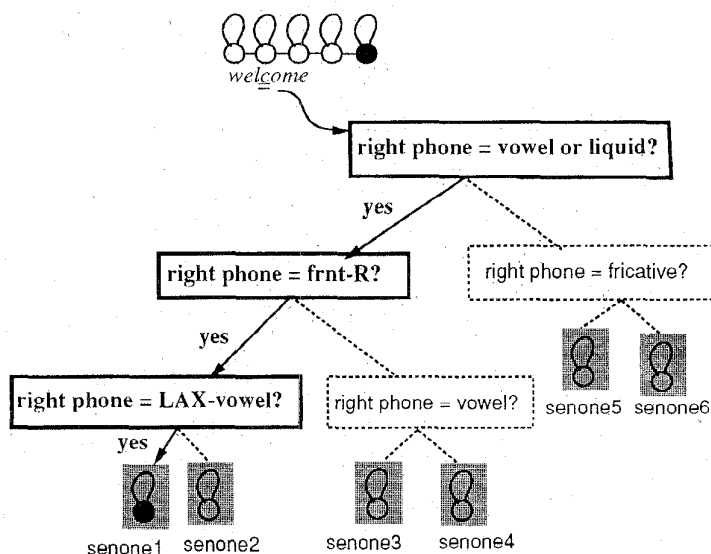 welcome
right phone = vowel or liquid?
yes
right phone = frnt-R?
right phone = fricative?
yes
right phone = LAX-vowel?
right phone = vowel?
senone5
senone6
yes
senone1
senone2
senone3
senone4